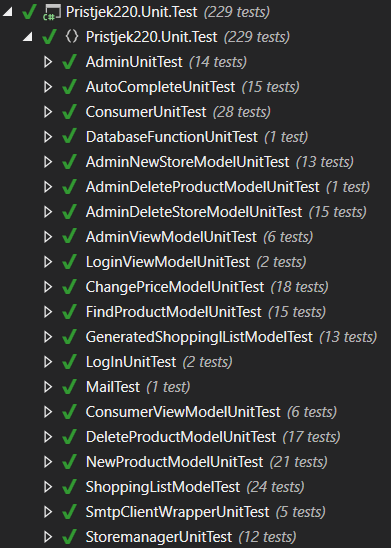 Pristjek220.Unit.Test (229 tests)
Pristjek220.Unit.Test (229 tests)
AdminUnitTest (14 tests)
AutoCompleteUnitTest (15 tests)
ConsumerUnitTest (28 tests)
DatabaseFunctionUnitTest (1 test)
AdminNewStoreModelUnitTest (13 tests)
AdminDeleteProductModelUnitTest (1 test)
AdminDeleteStoreModelUnitTest (15 tests)
AdminViewModelUnitTest (6 tests)
LoginViewModelUnitTest (2 tests)
ChangePriceModelUnitTest (18 tests)
FindProductModelUnitTest (15 tests)
GeneratedShoppingIListModelTest (13 tests)
LogInUnitTest (2 tests)
MailTest (1 test)
ConsumerViewModelUnitTest (6 tests)
DeleteProductModelUnitTest (17 tests)
NewProductModelUnitTest (21 tests)
ShoppingListModelTest (24 tests)
SmtpClientWrapperUnitTest (5 tests)
StoremanagerUnitTest (12 tests)